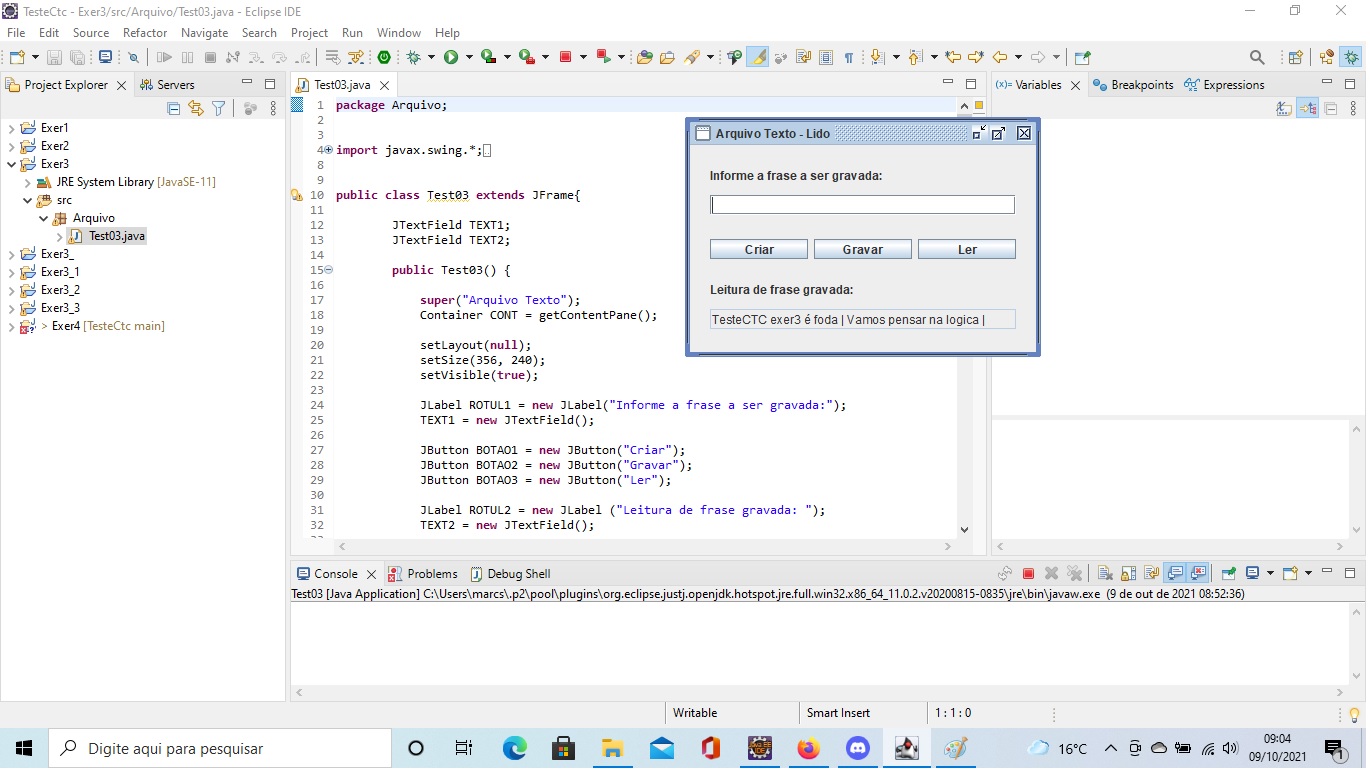 TesteCtc - Exer3/src/Arquivo/Test03.java - Eclipse IDE
File Edit Source Refactor Navigate Search Project Run Window Help
Project Explorer Servers
Exer1
Exer2
Exer3
JRE System Library [JavaSE-11]
src
Arquivo
Test03.java
Exer3_
Exer3_1
Exer3_2
Exer3_3
> Exer4 [TesteCtc main]
Test03.java
1 package Arquivo;
2
3
4 import javax.swing.*;
8
9
10 public class Test03 extends JFrame{
11
12 JTextField TEXT1;
13 JTextField TEXT2;
14
15 public Test03() {
16
17 super("Arquivo Texto");
18 Container CONT = getContentPane();
19
20 setLayout(null);
21 setSize(356, 240);
22 setVisible(true);
23
24 JLabel ROTUL1 = new JLabel("Informe a frase a ser gravada:");
25 TEXT1 = new JTextField();
26
27 JButton BOTAO1 = new JButton("Criar");
28 JButton BOTAO2 = new JButton("Gravar");
29 JButton BOTAO3 = new JButton("Ler");
30
31 JLabel ROTUL2 = new JLabel ("Leitura de frase gravada: ");
32 TEXT2 = new JTextField();
Arquivo Texto - Lido
Informe a frase a ser gravada:
Criar Gravar Ler
Leitura de frase gravada:
TesteCTC exer3 é foda | Vamos pensar na logica |
(x)= Variables Breakpoints Expressions
Console Problems Debug Shell
Test03 [Java Application] C:\Users\marcs\.p2\pool\plugins\org.eclipse.justj.openjdk.hotspot.jre.full.win32.x86_64_11.0.2.v20200815-0835\jre\bin\javaw.exe (9 de out de 2021 08:52:36)
Writable Smart Insert 1 : 1 : 0
Digite aqui para pesquisar
16°C
09:04
09/10/2021
1